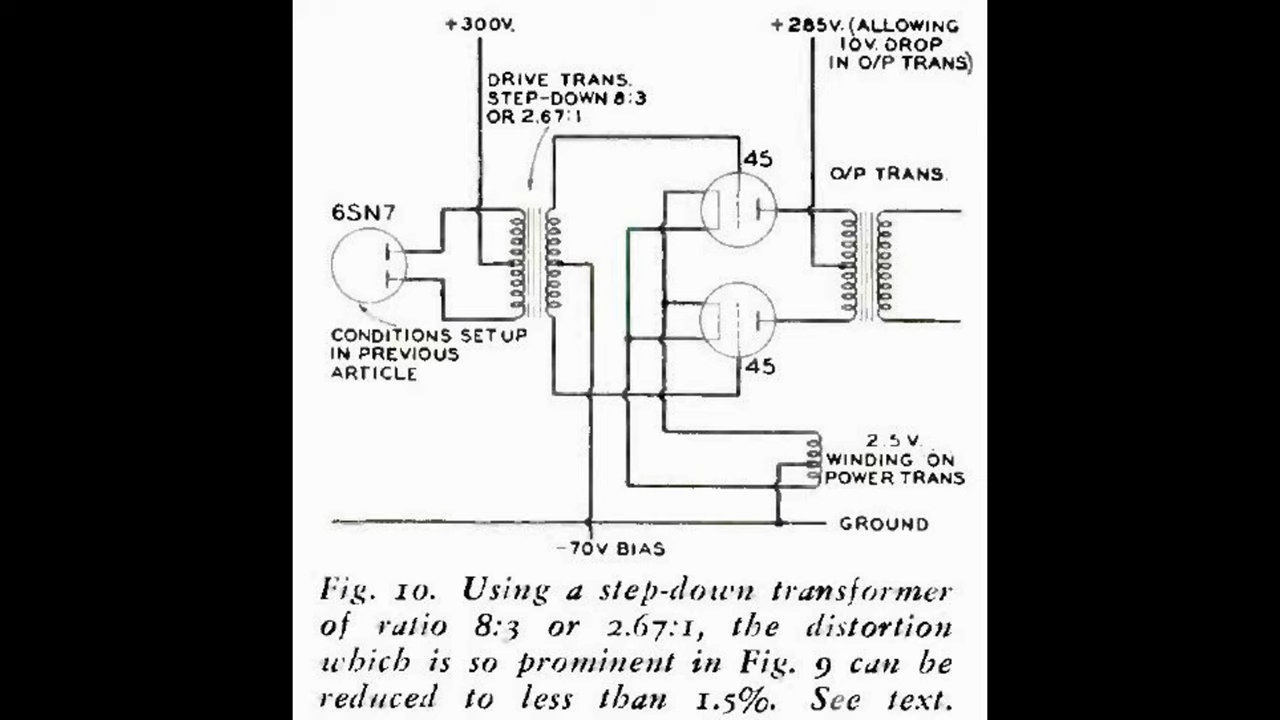 +300V.
+285V. (ALLOWING
10V. DROP
IN O/P TRANS)
DRIVE TRANS.
STEP-DOWN 8:3
OR 2.67:1
45
O/P TRANS.
6SN7
CONDITIONS SET UP
IN PREVIOUS
ARTICLE
45
2.5 V.
WINDING ON
POWER TRANS
GROUND
-70V BIAS
Fig. 10. Using a step-down transformer
of ratio 8:3 or 2.67:1, the distortion
which is so prominent in Fig. 9 can be
reduced to less than 1.5%. See text.